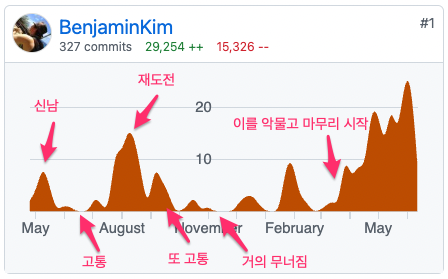 BenjaminKim
#1
327 commits 29,254 ++ 15,326 --
재도전
신남
20
이를 악물고 마무리 시작
10
May August November February May
고통
또 고통
거의 무너짐